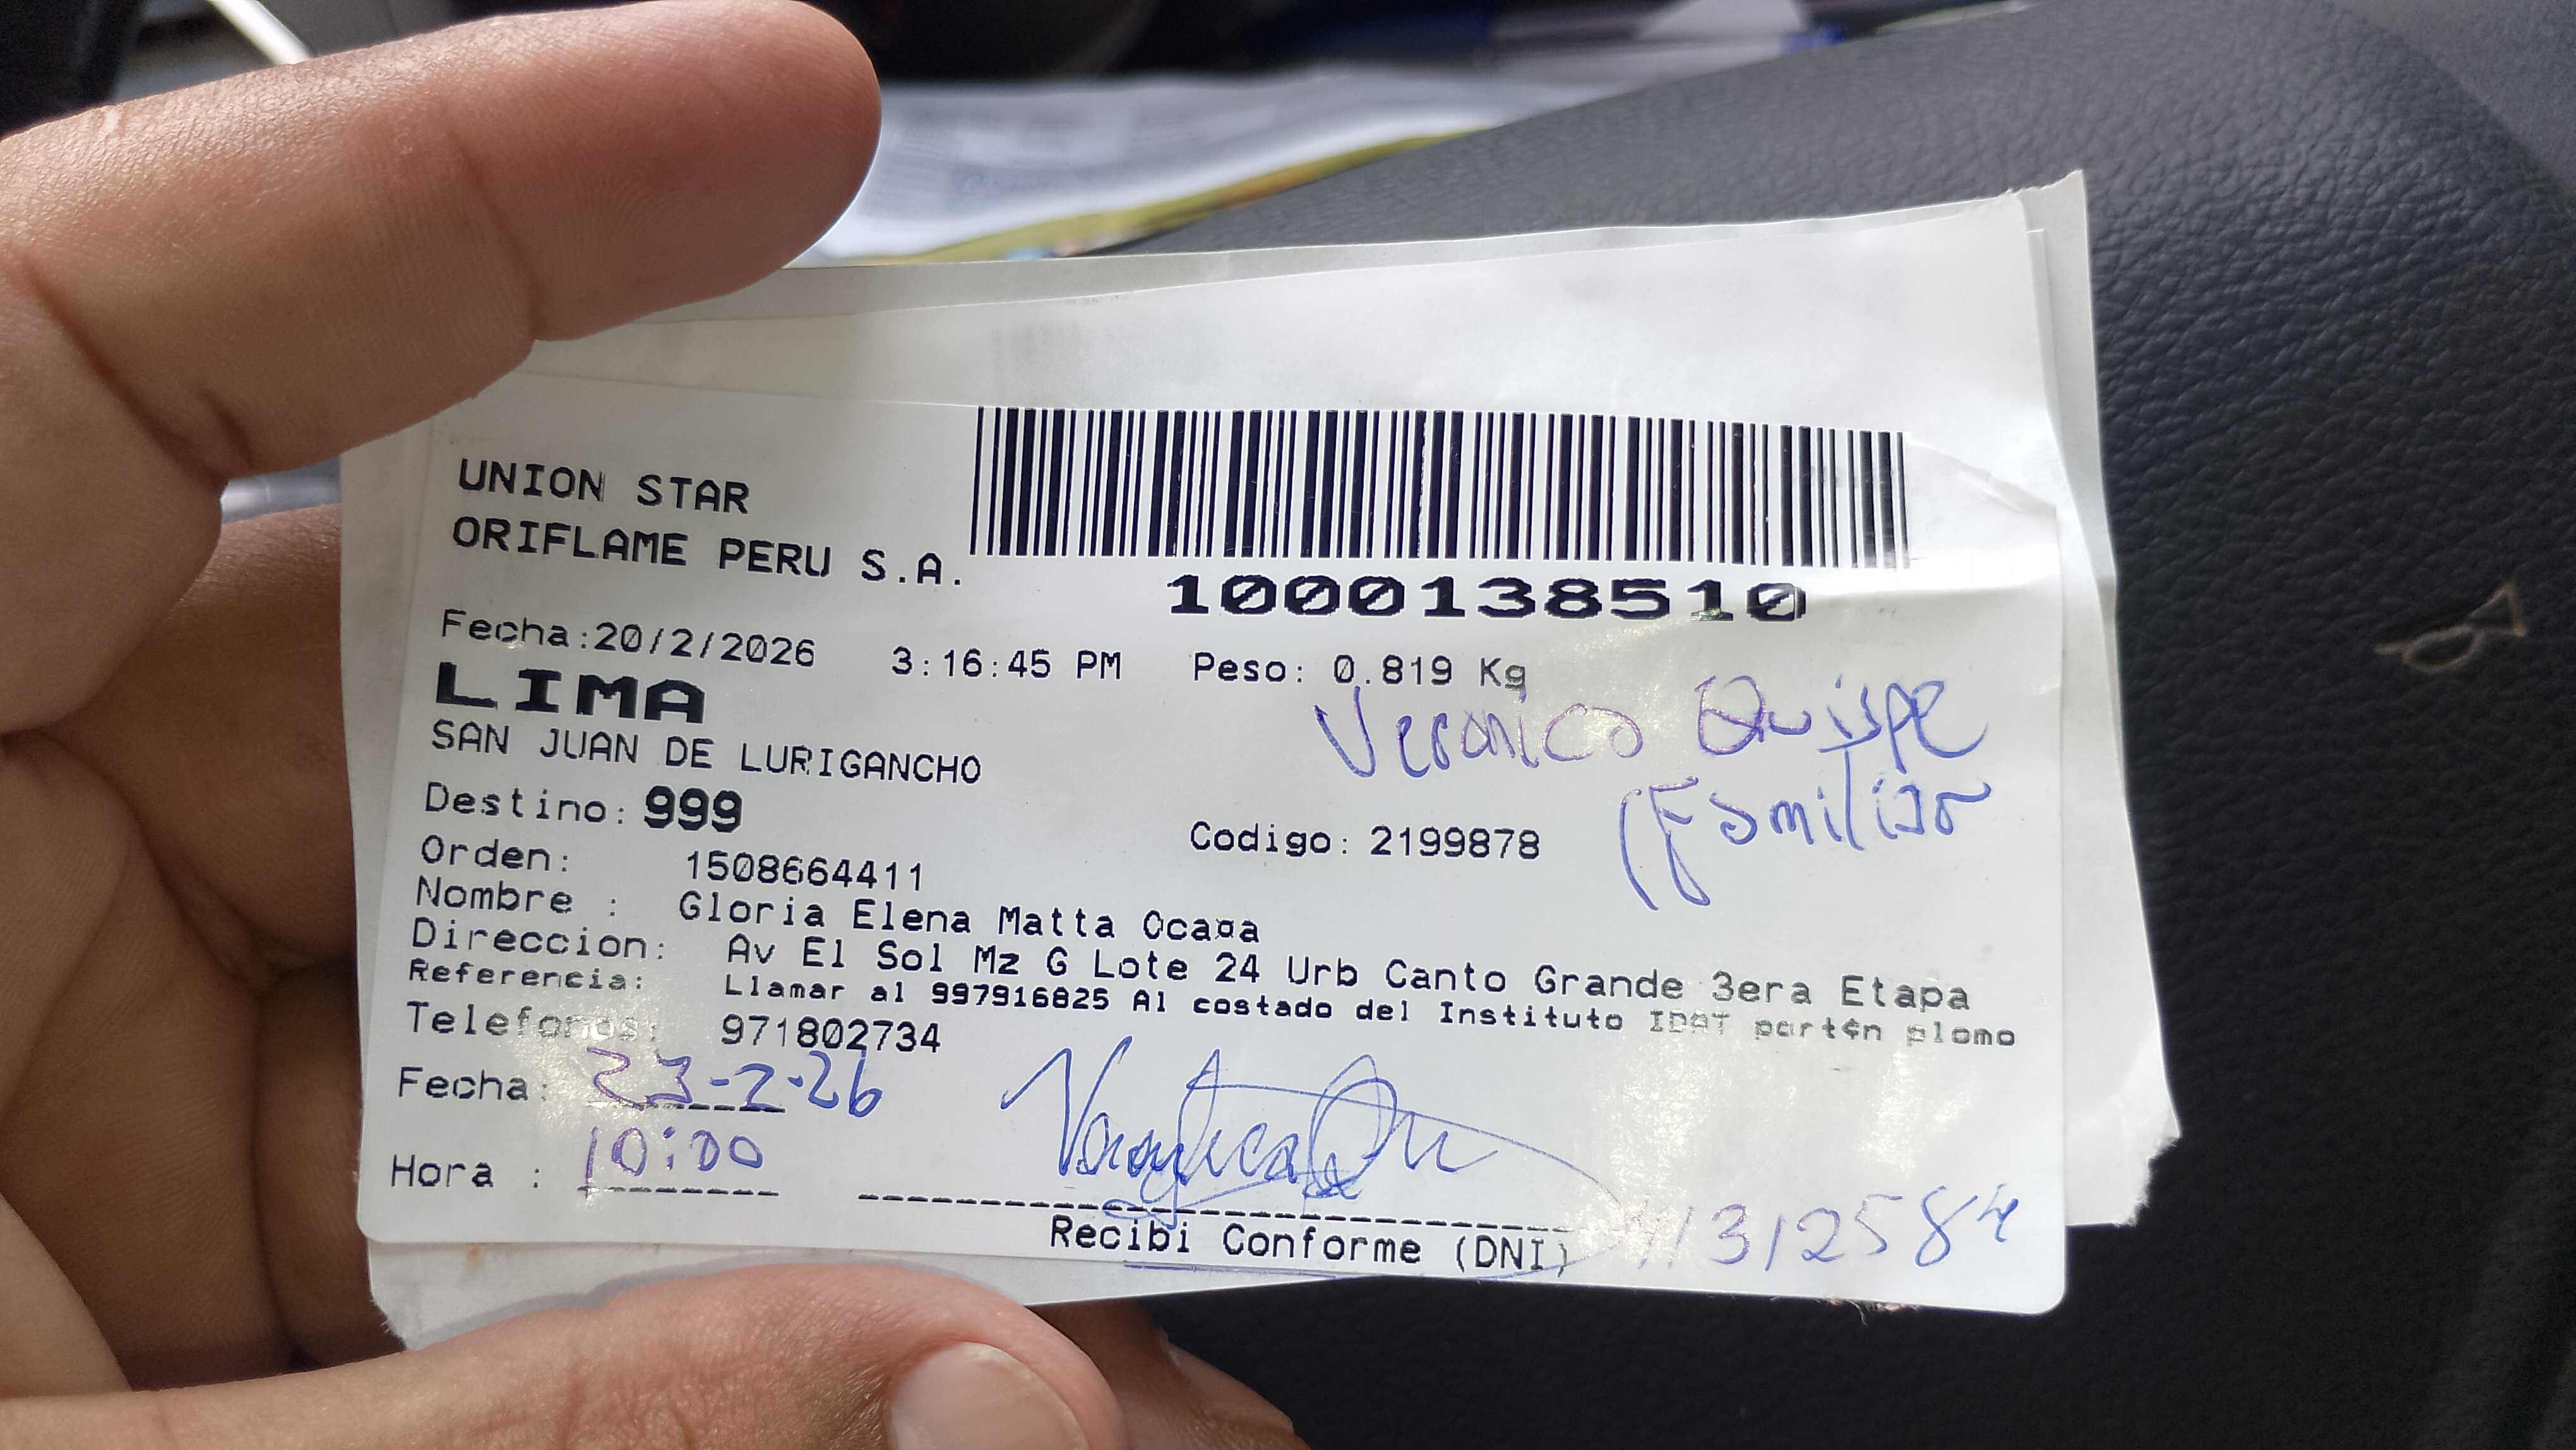 UNION STAR
ORIFLAME PERU S.A.
1000138510
Fecha:20/2/2026 3:16:45 PM Peso: 0.819 Kg
LIMA
Veronica Quispe
SAN JUAN DE LURIGANCHO
(Familiar
Destino: 999
Codigo: 2199878
Orden: 1508664411
Nombre : Gloria Elena Matta Ocaaa
Direccion: Av El Sol Mz G Lote 24 Urb Canto Grande 3era Etapa
Referencia: Llamar al 997916825 Al costado del Instituto IDAT port¢n plomo
Telefonos: 971802734
Fecha: 23-2-26
Hora : 10:00
Recibi Conforme (DNI)